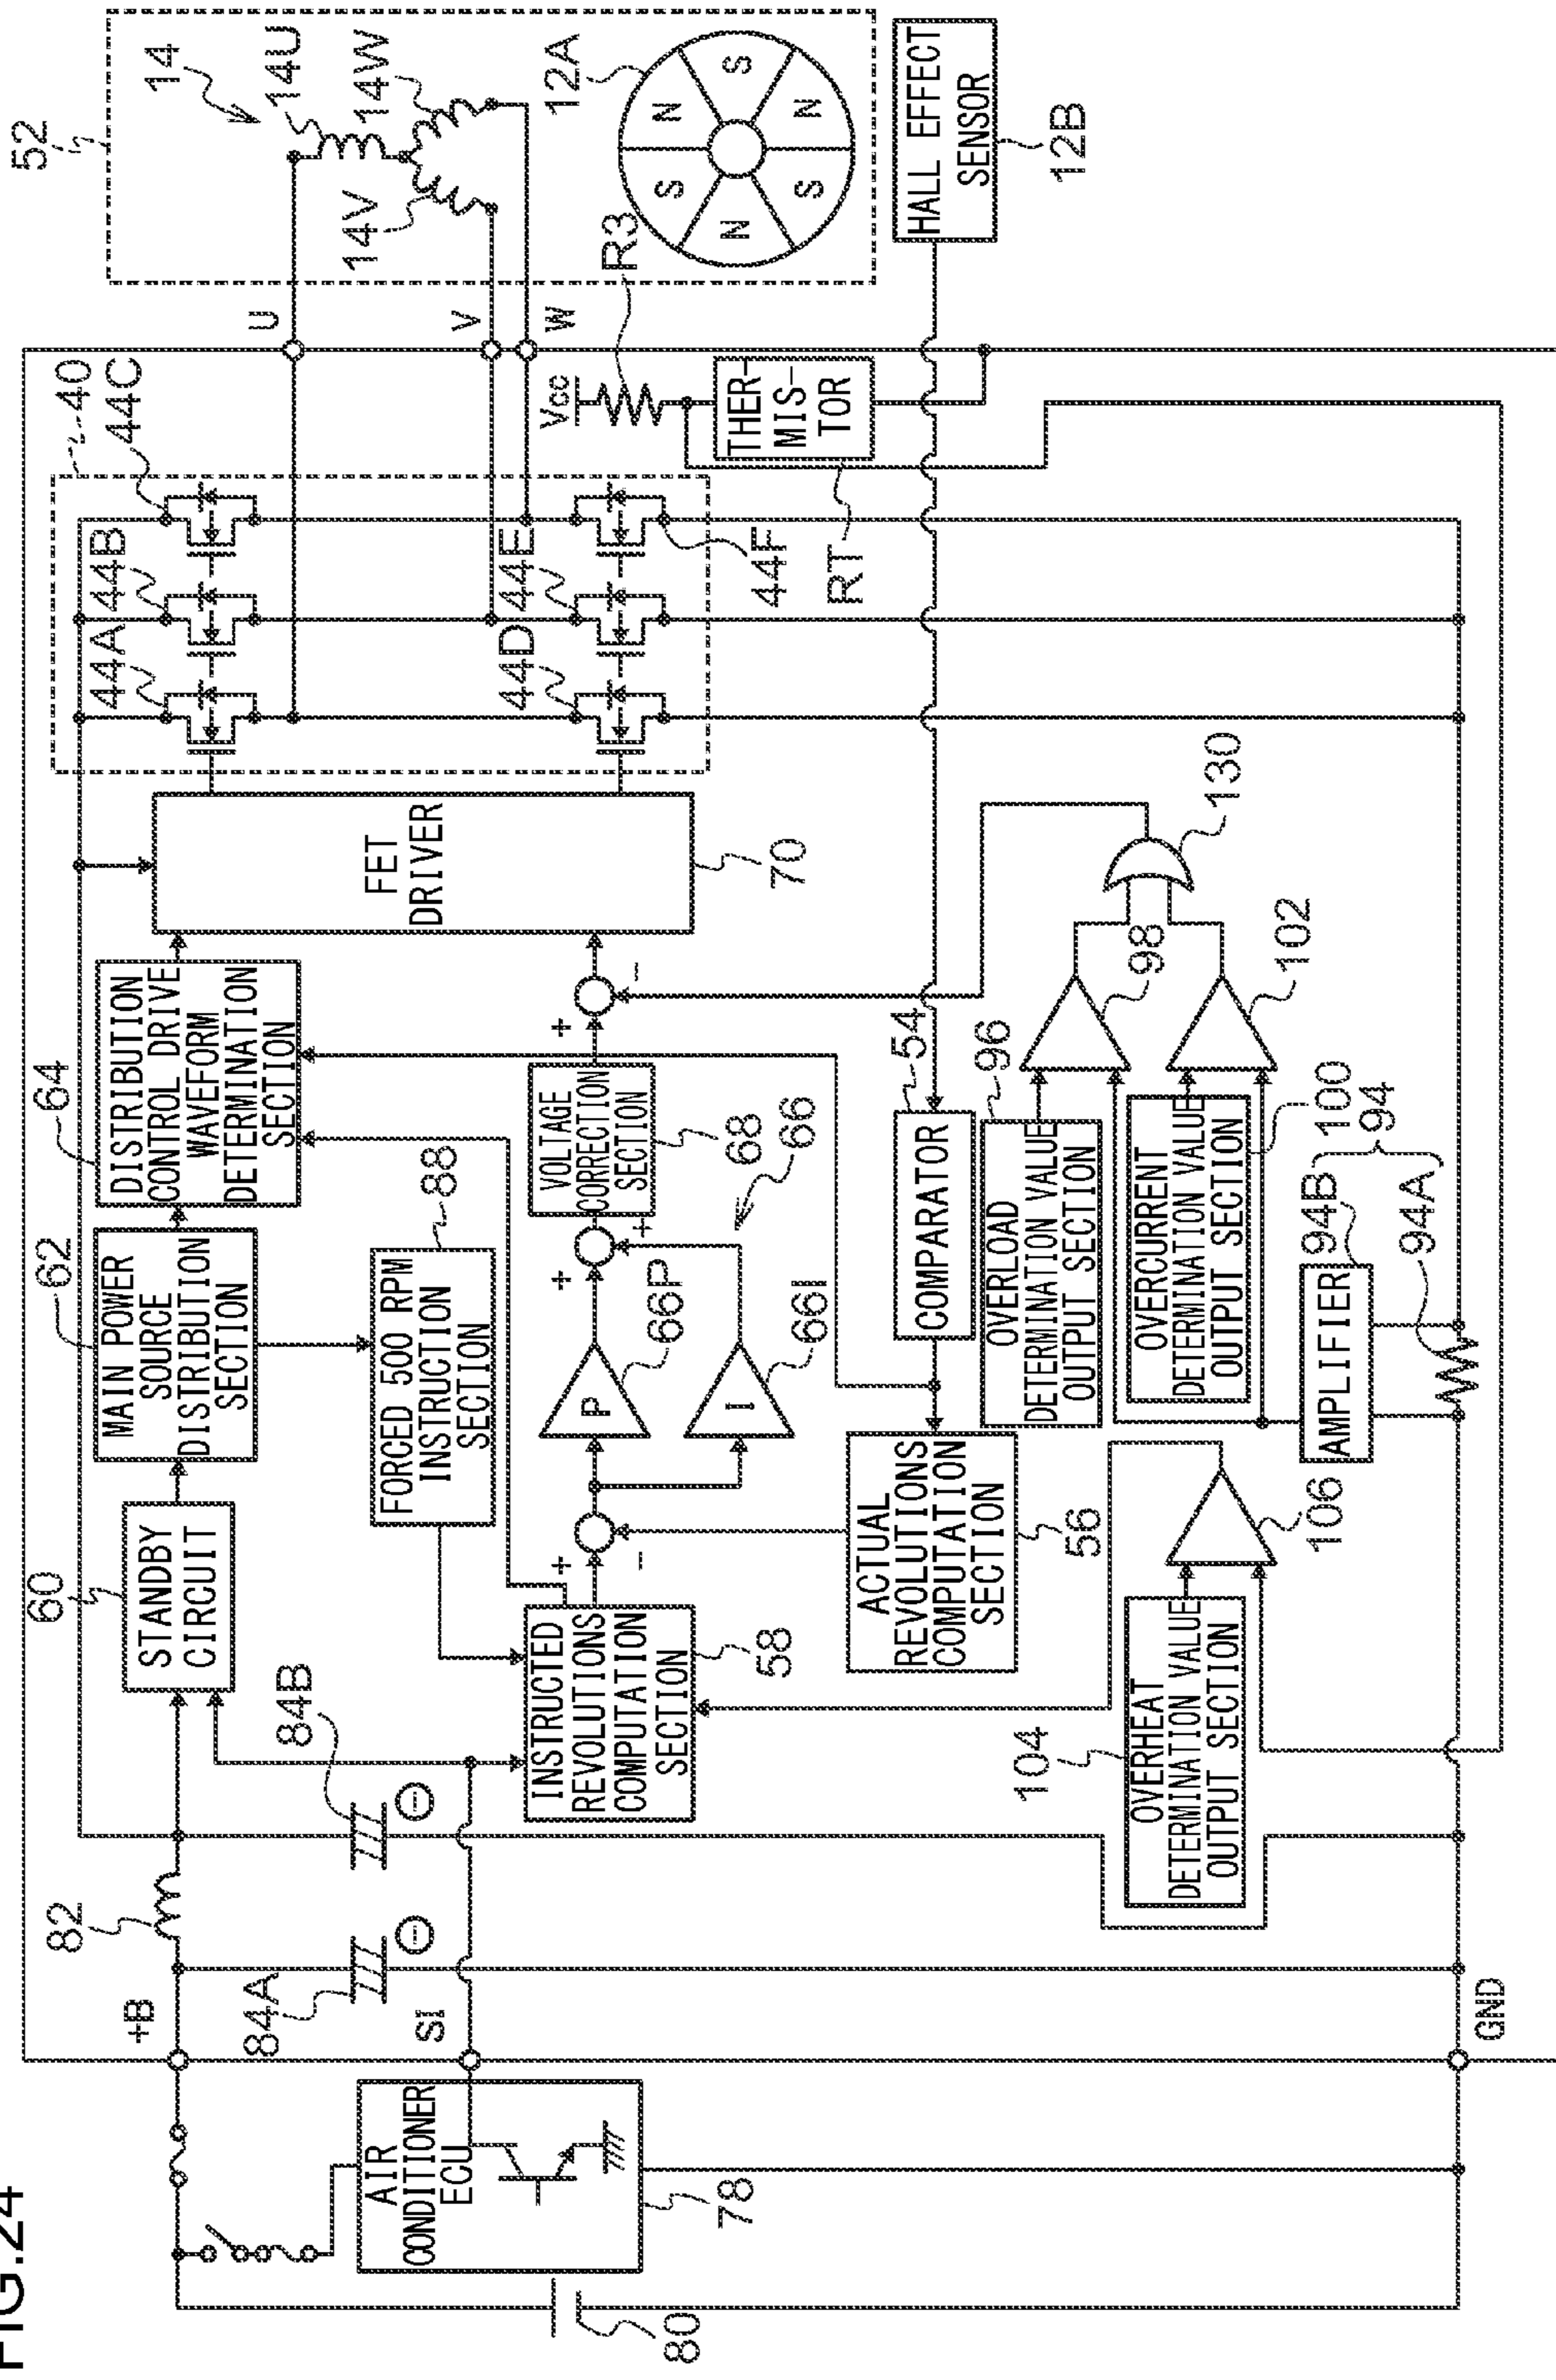 FIG.24
52
14
14U
14V
14W
12A
N
S
N
S
N
S
HALL EFFECT
SENSOR
12B
U
V
W
40
44A
44B
44C
44D
44E
44F
Vcc
R3
THER-
MIS-
TOR
RT
FET
DRIVER
70
64
DISTRIBUTION
CONTROL DRIVE
WAVEFORM
DETERMINATION
SECTION
62
MAIN POWER
SOURCE
DISTRIBUTION
SECTION
60
STANDBY
CIRCUIT
88
FORCED 500 RPM
INSTRUCTION
SECTION
VOLTAGE
CORRECTION
SECTION
68
66
P
66P
I
66I
+
+
+
-
+
-
INSTRUCTED
REVOLUTIONS
COMPUTATION
SECTION
58
54
COMPARATOR
ACTUAL
REVOLUTIONS
COMPUTATION
SECTION
56
96
OVERLOAD
DETERMINATION VALUE
OUTPUT SECTION
98
130
OVERCURRENT
DETERMINATION VALUE
OUTPUT SECTION
100
102
AMPLIFIER
94B
94A
94
104
OVERHEAT
DETERMINATION VALUE
OUTPUT SECTION
106
82
84A
84B
+B
SI
GND
AIR
CONDITIONER
ECU
78
80